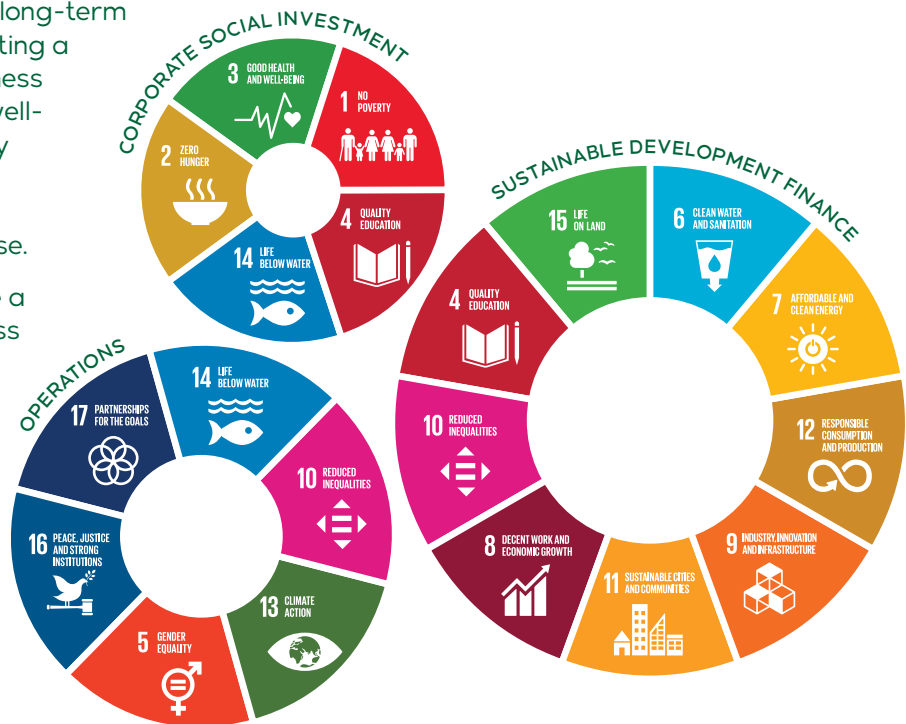 long-term
ting a
ness
well-
y
se.
a
ss
CORPORATE SOCIAL INVESTMENT
3 GOOD HEALTH
AND WELL-BEING
1 NO
POVERTY
4 QUALITY
EDUCATION
14 LIFE
BELOW WATER
2 ZERO
HUNGER
SUSTAINABLE DEVELOPMENT FINANCE
15 LIFE
ON LAND
6 CLEAN WATER
AND SANITATION
7 AFFORDABLE AND
CLEAN ENERGY
12 RESPONSIBLE
CONSUMPTION
AND PRODUCTION
9 INDUSTRY, INNOVATION
AND INFRASTRUCTURE
11 SUSTAINABLE CITIES
AND COMMUNITIES
8 DECENT WORK AND
ECONOMIC GROWTH
10 REDUCED
INEQUALITIES
4 QUALITY
EDUCATION
OPERATIONS
17 PARTNERSHIPS
FOR THE GOALS
14 LIFE
BELOW WATER
10 REDUCED
INEQUALITIES
13 CLIMATE
ACTION
5 GENDER
EQUALITY
16 PEACE, JUSTICE
AND STRONG
INSTITUTIONS